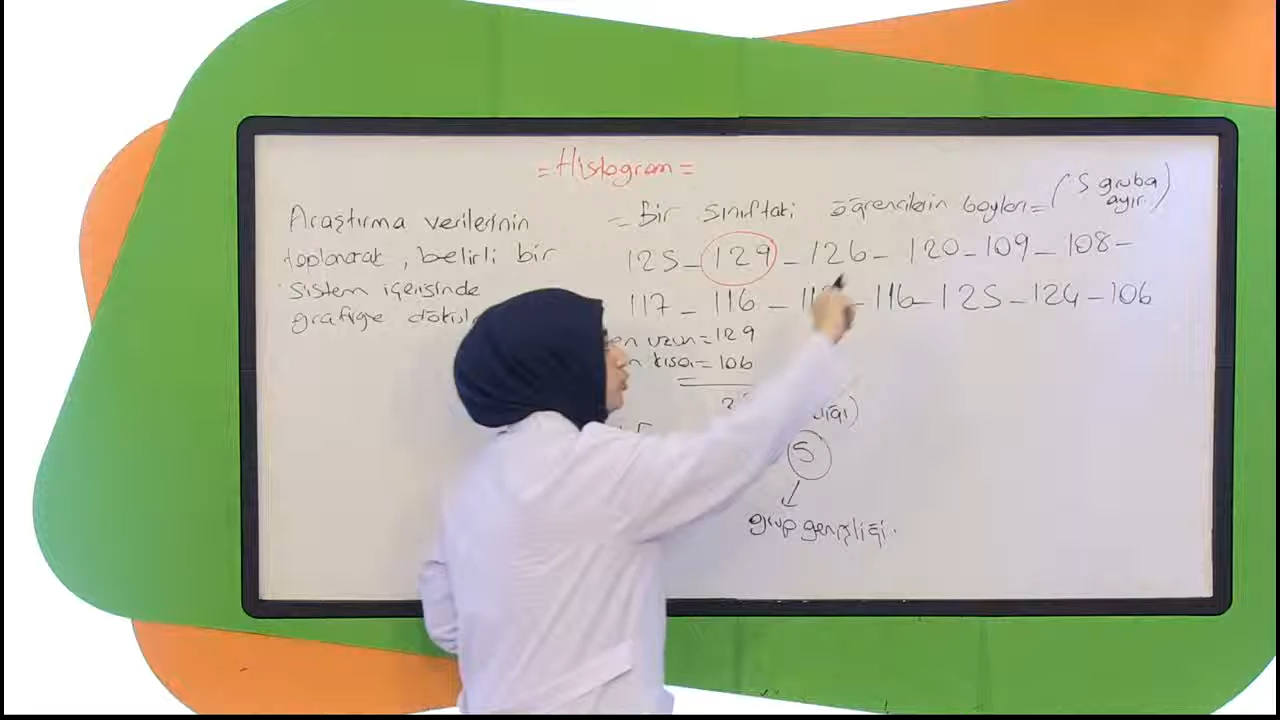 = Histogram =
Araştırma verilerinin
toplanarak, belirli bir
sistem içerisinde
grafiğe
= Bir sınıftaki öğrencilerin boyları = (5 gruba ayır.)
125 - 129 - 126 - 120 - 109 - 108 -
117 - 116 - - 116 - 125 - 124 - 106
en uzun = 129
kısa = 106
5
grup genişliği.